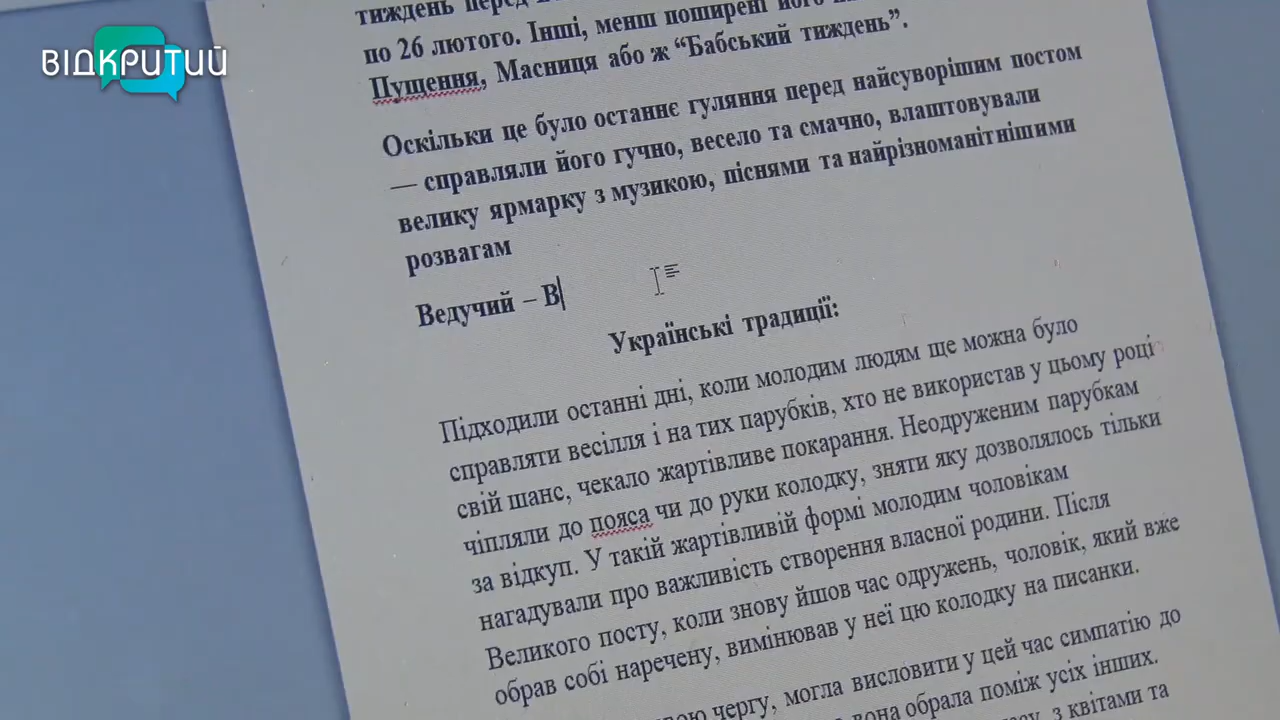 ВІДКРИТИЙ
тиждень перед
по 26 лютого. Інші, менш поширені його
Пущення, Масниця або ж “Бабський тиждень”.
Оскільки це було останнє гуляння перед найсуворішим постом
— справляли його гучно, весело та смачно, влаштовували
велику ярмарку з музикою, піснями та найрізноманітнішими
розвагам
Ведучий – В
Українські традиції:
Підходили останні дні, коли молодим людям ще можна було
справляти весілля і на тих парубків, хто не використав у цьому році
свій шанс, чекало жартівливе покарання. Неодруженим парубкам
чіпляли до пояса чи до руки колодку, зняти яку дозволялось тільки
за відкуп. У такій жартівливій формі молодим чоловікам
нагадували про важливість створення власної родини. Після
Великого посту, коли знову йшов час одружень, чоловік, який вже
обрав собі наречену, вимінював у неї цю колодку на писанки.
чергу, могла висловити у цей час симпатію до
вона обрала поміж усіх інших.
з квітами та